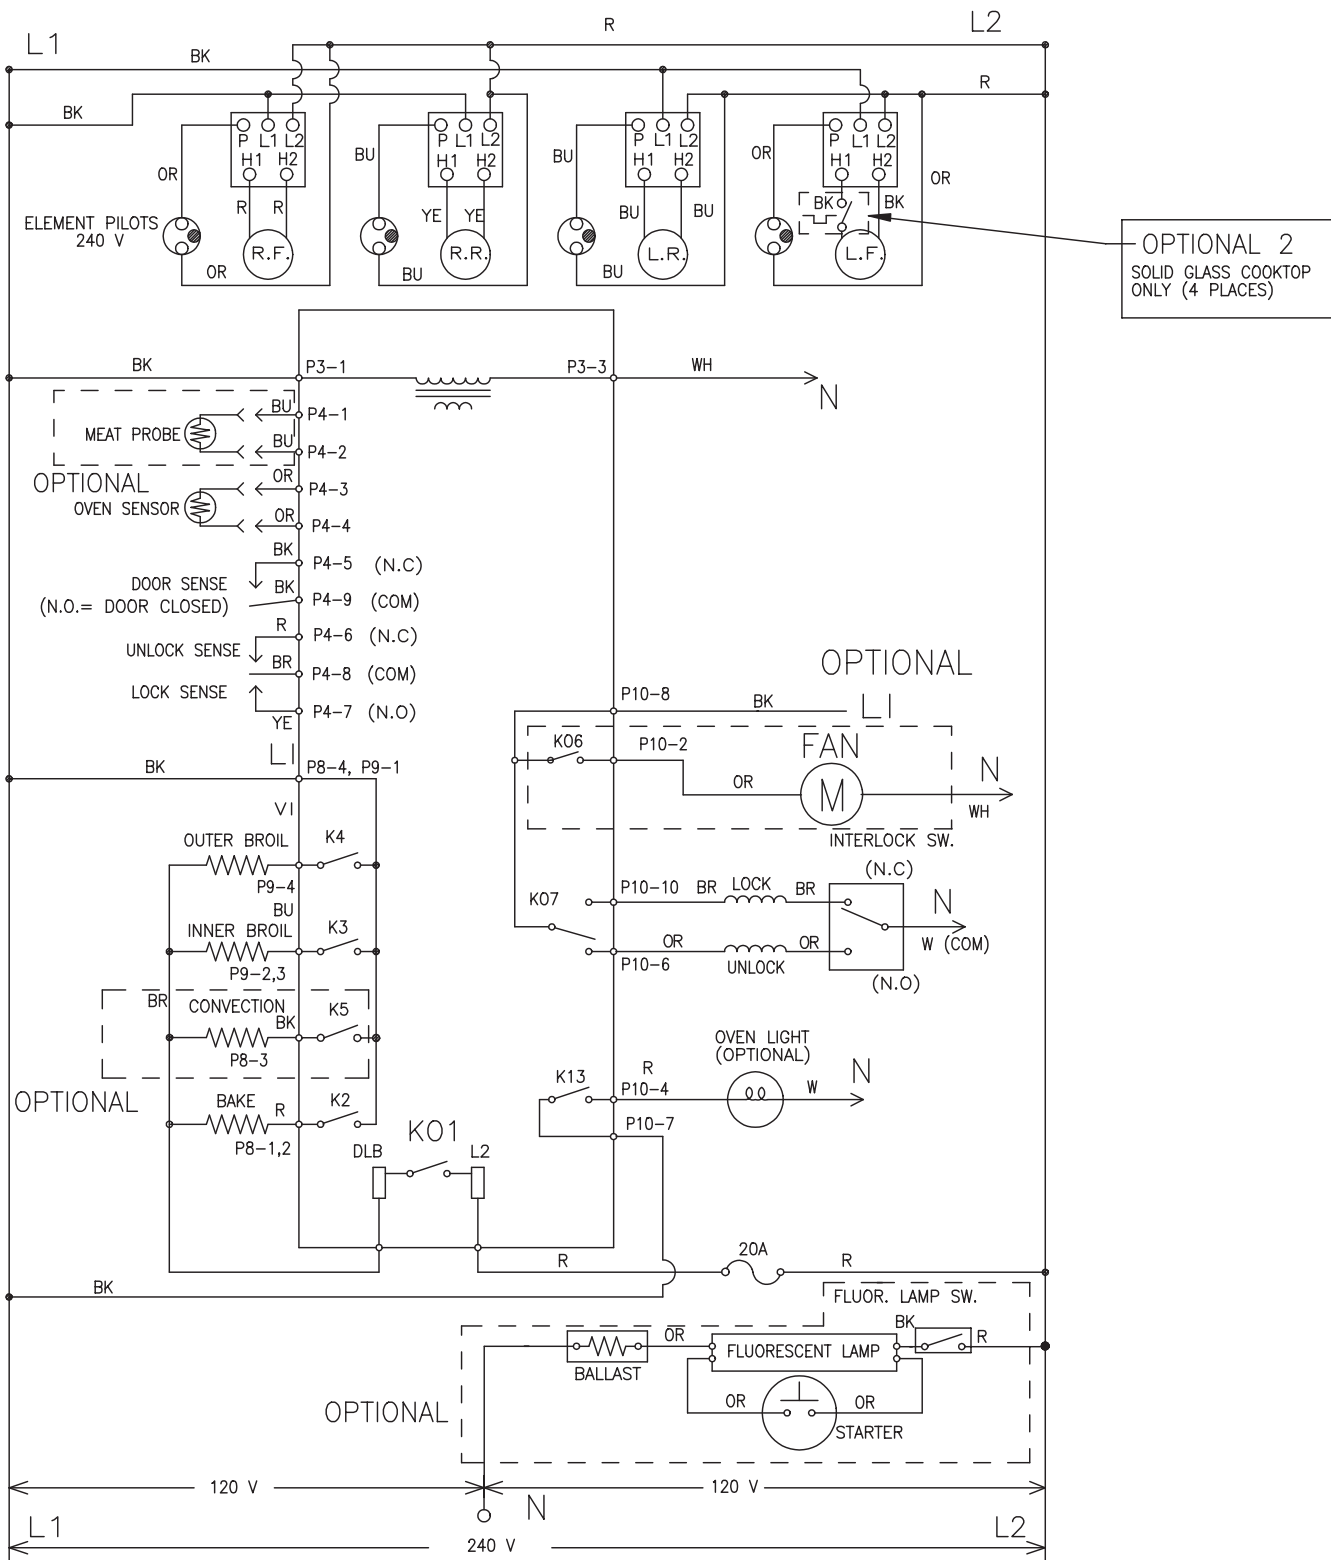 R
L1
L2
BK
R
BK
P L1 L2
H1 H2
P L1 L2
H1 H2
P L1 L2
H1 H2
P L1 L2
H1 H2
OR
BU
BU
OR
OR
R R
YE YE
BU BU
BK BK
ELEMENT PILOTS
240 V
R.F.
R.R.
L.R.
L.F.
OR
BU
BU
OPTIONAL 2
SOLID GLASS COOKTOP
ONLY (4 PLACES)
BK
P3-1
P3-3
WH
N
BU
P4-1
MEAT PROBE
BU
P4-2
OPTIONAL
OR
P4-3
OVEN SENSOR
OR
P4-4
BK
P4-5 (N.C)
DOOR SENSE
(N.O.= DOOR CLOSED)
BK
P4-9 (COM)
R
P4-6 (N.C)
UNLOCK SENSE
BR
P4-8 (COM)
LOCK SENSE
YE
P4-7 (N.O)
OPTIONAL
P10-8
BK
L1
K06
P10-2
FAN
M
OR
N
WH
L1
BK
P8-4, P9-1
VI
OUTER BROIL
K4
P9-4
BU
INNER BROIL
K3
P9-2,3
BR
CONVECTION
BK
K5
P8-3
OPTIONAL
BAKE
R
K2
P8-1,2
INTERLOCK SW.
(N.C)
K07
P10-10
BR
LOCK
BR
N
W (COM)
OR
OR
P10-6
UNLOCK
(N.O)
OVEN LIGHT
(OPTIONAL)
K13
R
P10-4
W
N
P10-7
K01
DLB
L2
R
20A
R
BK
FLUOR. LAMP SW.
BK
R
OR
FLUORESCENT LAMP
BALLAST
OPTIONAL
OR
OR
STARTER
120 V
120 V
N
L1
L2
240 V